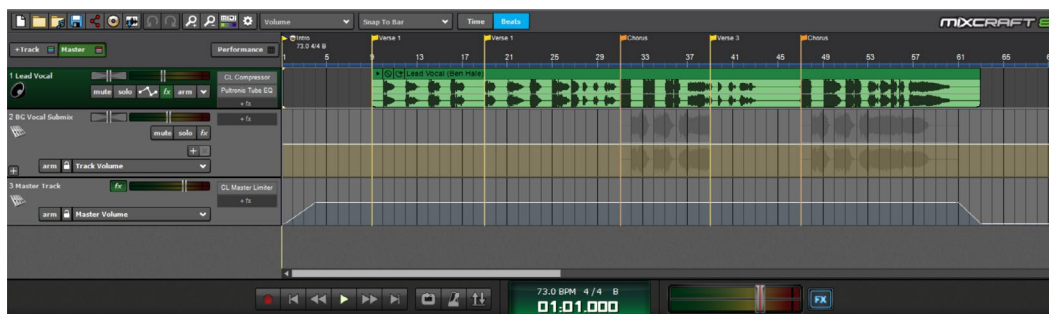 Volume Snap To Bar Time Beats MIXCRAFT 8
+Track Master Performance
Intro Verse 1 Verse 1 Chorus Verse 3 Chorus
73.0 4/4 B
1 5 9 13 17 21 25 29 33 37 41 45 49 53 57 61 65
1 Lead Vocal
CL Compressor
Lead Vocal (Ben Hale)
mute solo fx arm
Pultronic Tube EQ
+ fx
2 BG Vocal Submix
+ fx
mute solo fx
arm Track Volume
3 Master Track fx
CL Master Limiter
+ fx
arm Master Volume
73.0 BPM 4/4 B
01:01.000
FX